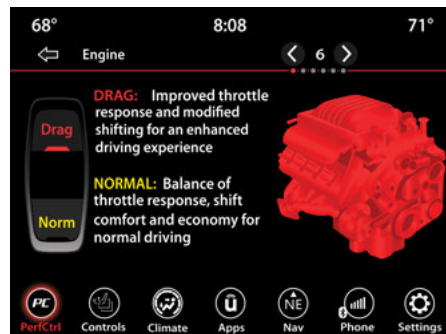 68° 8:08 71°
Engine 6
DRAG: Improved throttle
response and modified
shifting for an enhanced
driving experience
Drag
NORMAL: Balance of
throttle response, shift
comfort and economy for
normal driving
Norm
PC ū NE
PerfCtrl Controls Climate Apps Nav Phone Settings